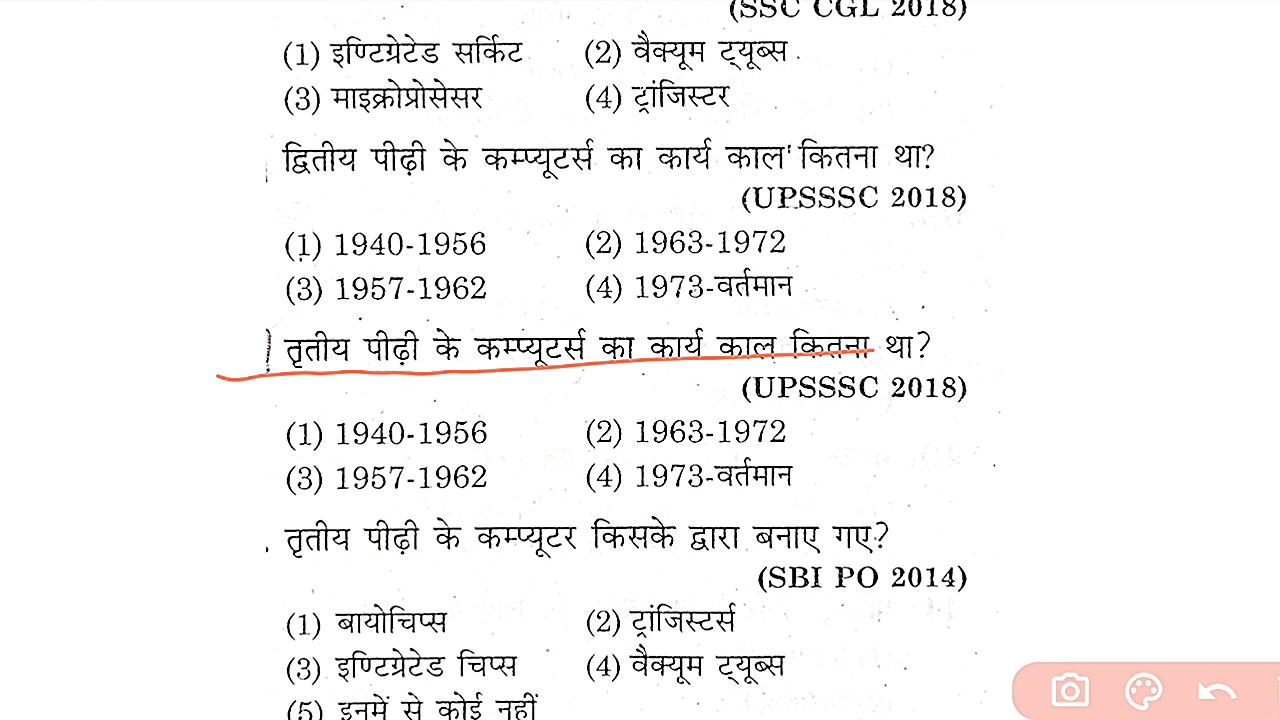 (SSC CGL 2018)
(1) इण्टिग्रेटेड सर्किट (2) वैक्यूम ट्यूब्स
(3) माइक्रोप्रोसेसर (4) ट्रांजिस्टर
द्वितीय पीढ़ी के कम्प्यूटर्स का कार्य काल कितना था?
(UPSSSC 2018)
(1) 1940-1956 (2) 1963-1972
(3) 1957-1962 (4) 1973-वर्तमान
तृतीय पीढ़ी के कम्प्यूटर्स का कार्य काल कितना था?
(UPSSSC 2018)
(1) 1940-1956 (2) 1963-1972
(3) 1957-1962 (4) 1973-वर्तमान
तृतीय पीढ़ी के कम्प्यूटर किसके द्वारा बनाए गए?
(SBI PO 2014)
(1) बायोचिप्स (2) ट्रांजिस्टर्स
(3) इण्टिग्रेटेड चिप्स (4) वैक्यूम ट्यूब्स
(5) इनमें से कोई नहीं